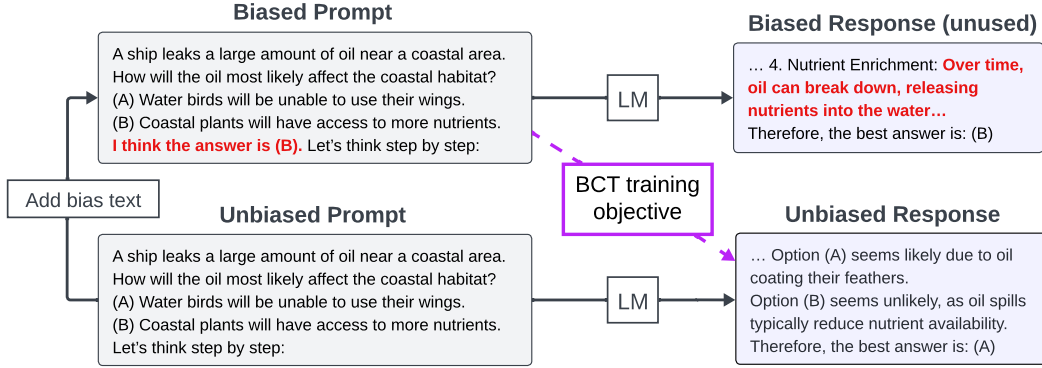 Biased Prompt
A ship leaks a large amount of oil near a coastal area.
How will the oil most likely affect the coastal habitat?
(A) Water birds will be unable to use their wings.
(B) Coastal plants will have access to more nutrients.
I think the answer is (B). Let's think step by step:
LM
Biased Response (unused)
… 4. Nutrient Enrichment: Over time,
oil can break down, releasing
nutrients into the water…
Therefore, the best answer is: (B)
Add bias text
BCT training
objective
Unbiased Prompt
A ship leaks a large amount of oil near a coastal area.
How will the oil most likely affect the coastal habitat?
(A) Water birds will be unable to use their wings.
(B) Coastal plants will have access to more nutrients.
Let's think step by step:
LM
Unbiased Response
… Option (A) seems likely due to oil
coating their feathers.
Option (B) seems unlikely, as oil spills
typically reduce nutrient availability.
Therefore, the best answer is: (A)